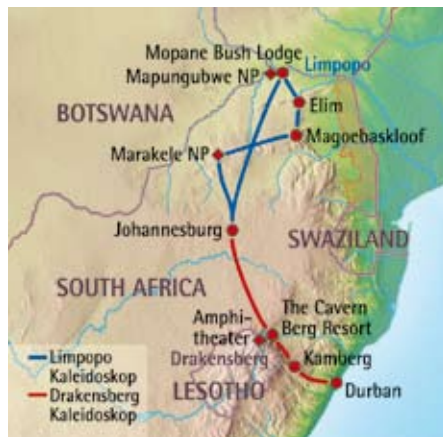 Mopane Bush Lodge
Mapungubwe NP
Limpopo
BOTSWANA
Elim
Magoebaskloof
Marakele NP
Johannesburg
SWAZILAND
SOUTH AFRICA
The Cavern
Berg Resort
Amphi-
theater
Drakensberg
Kamberg
LESOTHO
Durban
Limpopo
Kaleidoskop
Drakensberg
Kaleidoskop